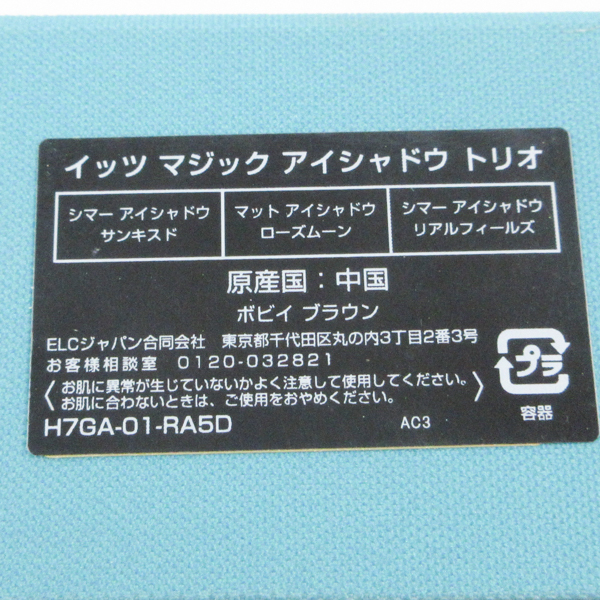 イッツ マジック アイシャドウ トリオ
シマー アイシャドウ
サンキスド
マット アイシャドウ
ローズムーン
シマー アイシャドウ
リアルフィールズ
原産国：中国
ボビイ ブラウン
ELCジャパン合同会社 東京都千代田区丸の内3丁目2番3号
お客様相談室 0120-032821
お肌に異常が生じていないかよく注意して使用してください。
お肌に合わないときは、ご使用をおやめください。
プラ
容器
H7GA-01-RA5D AC3